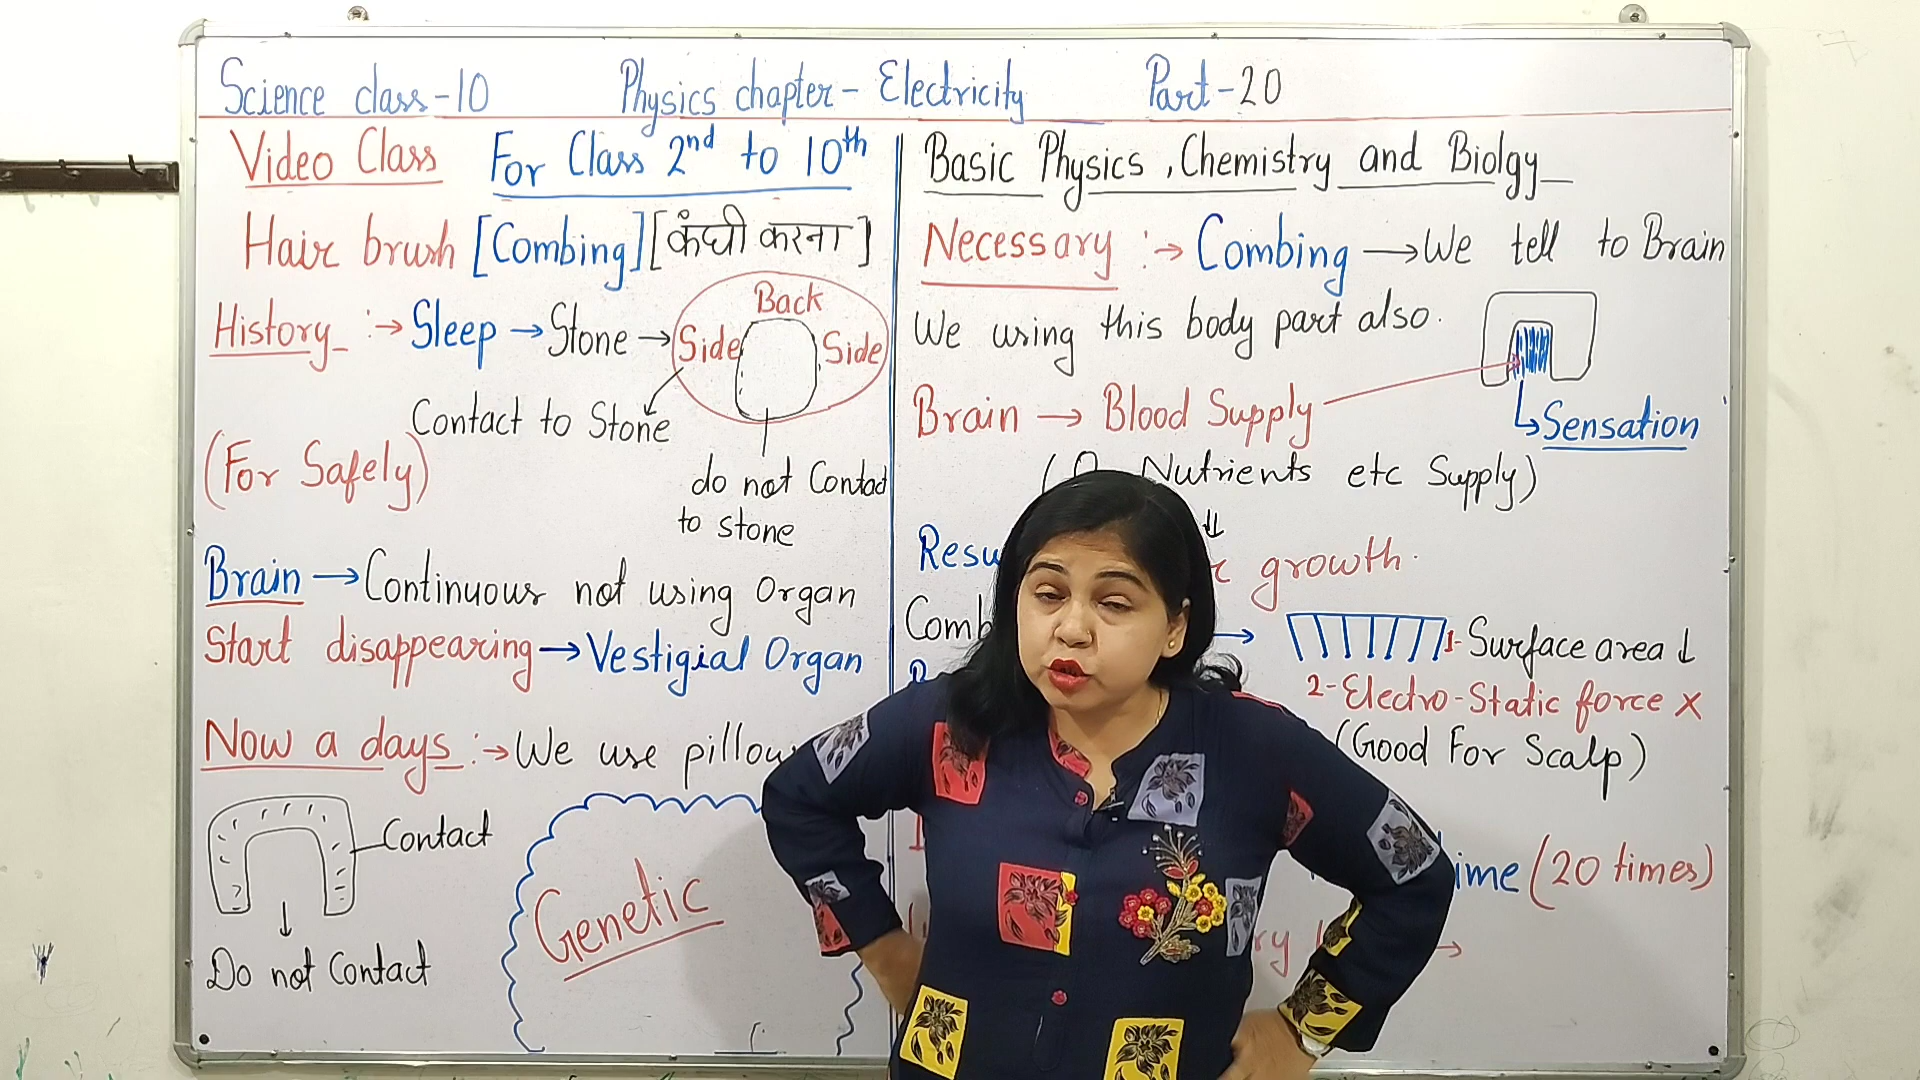 Science class-10 Physics chapter- Electricity Part-20
Video Class For Class 2nd to 10th
Hair brush [Combing] [कंघी करना]
History :→ Sleep → Stone → Side Back Side
Contact to Stone
(For Safely)
do not Contact
to stone
Brain → Continuous not using Organ
Start disappearing → Vestigial Organ
Now a days :→ We use
Contact
Do not Contact
Genetic
Basic Physics, Chemistry and Biolgy
Necessary :→ Combing → We tell to Brain
We using this body part also.
Brain → Blood Supply
Sensation
Nutrients etc Supply)
↓
growth.
→ 1- Surface area ↓
2- Electro-Static force X
(Good For Scalp)
(20 times)
→